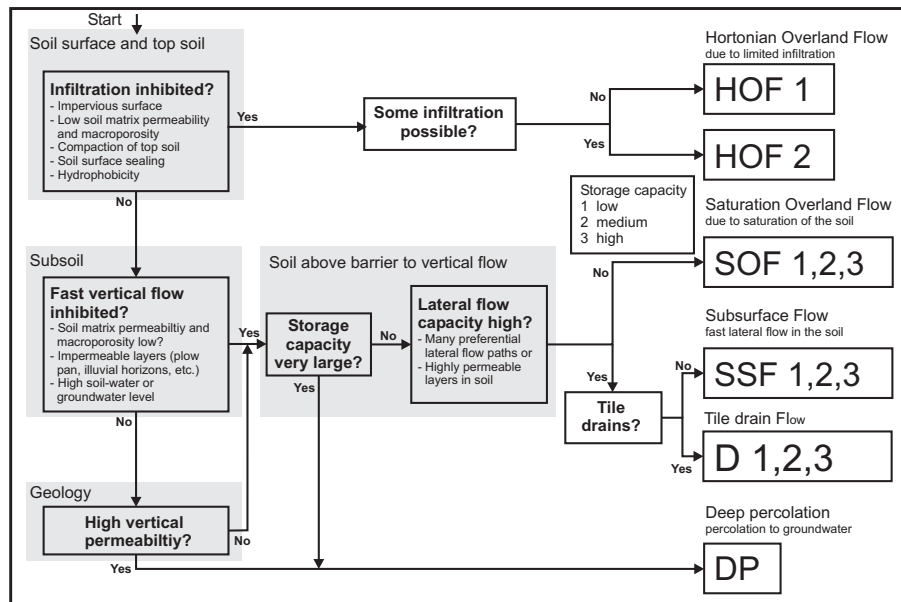 Start
Soil surface and top soil
Infiltration inhibited?
- Impervious surface
- Low soil matrix permeability
and macroporosity
- Compaction of top soil
- Soil surface sealing
- Hydrophobicity
Yes
No
Some infiltration
possible?
No
Yes
Hortonian Overland Flow
due to limited infiltration
HOF 1
HOF 2
Storage capacity
1 low
2 medium
3 high
Saturation Overland Flow
due to saturation of the soil
SOF 1,2,3
Subsoil
Fast vertical flow
inhibited?
- Soil matrix permeabiltiy and
macroporosity low?
- Impermeable layers (plow
pan, illuvial horizons, etc.)
- High soil-water or
groundwater level
Yes
No
Soil above barrier to vertical flow
Storage
capacity
very large?
No
Yes
Lateral flow
capacity high?
- Many preferential
lateral flow paths or
- Highly permeable
layers in soil
No
Yes
Tile
drains?
No
Yes
Subsurface Flow
fast lateral flow in the soil
SSF 1,2,3
Tile drain Flow
D 1,2,3
Geology
High vertical
permeabiltiy?
No
Yes
Deep percolation
percolation to groundwater
DP